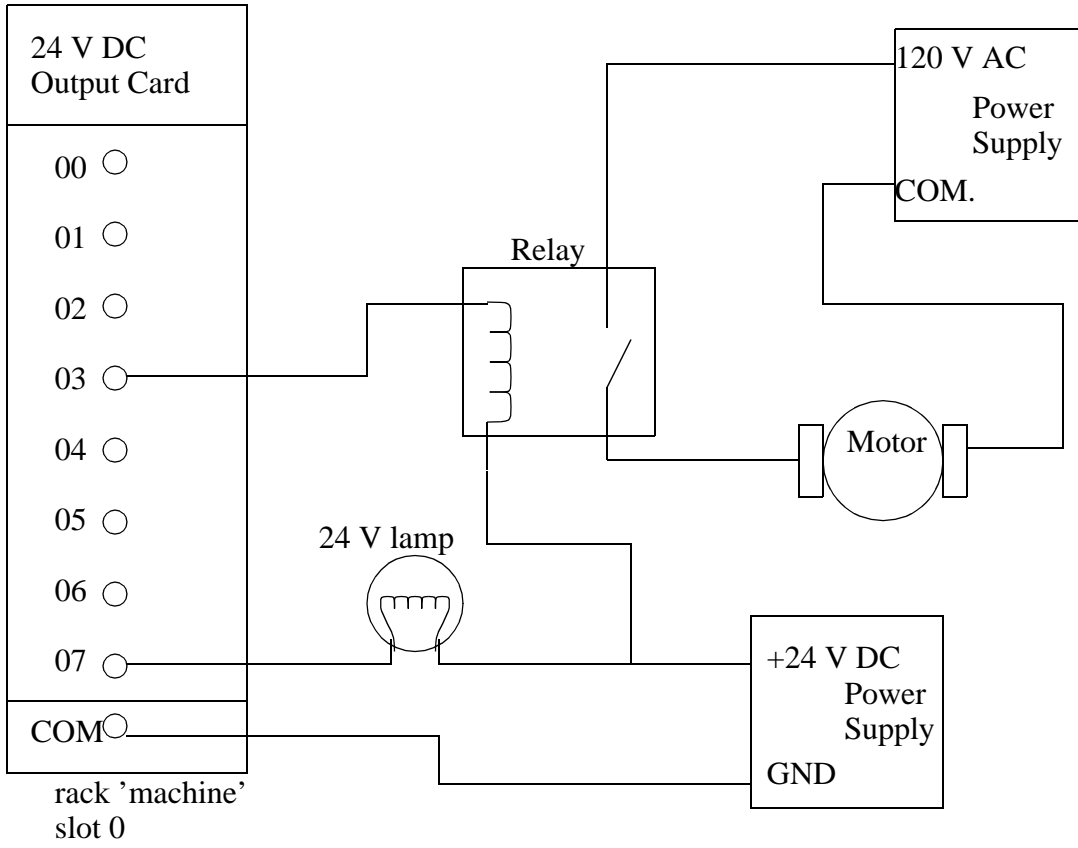 24 V DC
Output Card
00
01
02
03
04
05
06
07
COM
rack ’machine’
slot 0
Relay
24 V lamp
120 V AC
Power
Supply
COM.
Motor
+24 V DC
Power
Supply
GND